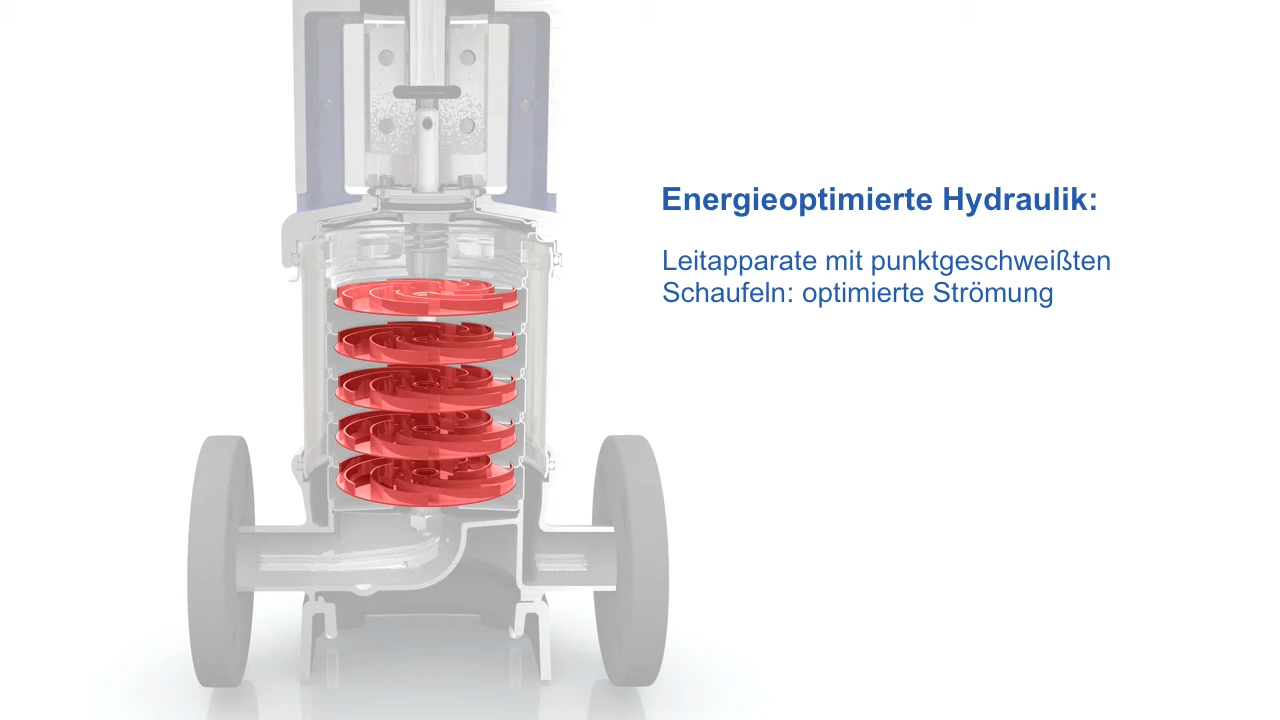 Energieoptimierte Hydraulik:
Leitapparate mit punktgeschweißten
Schaufeln: optimierte Strömung